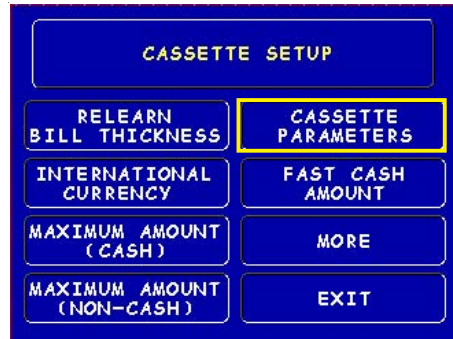 CASSETTE SETUP
RELEARN
BILL THICKNESS
CASSETTE
PARAMETERS
INTERNATIONAL
CURRENCY
FAST CASH
AMOUNT
MAXIMUM AMOUNT
(CASH)
MORE
MAXIMUM AMOUNT
(NON-CASH)
EXIT